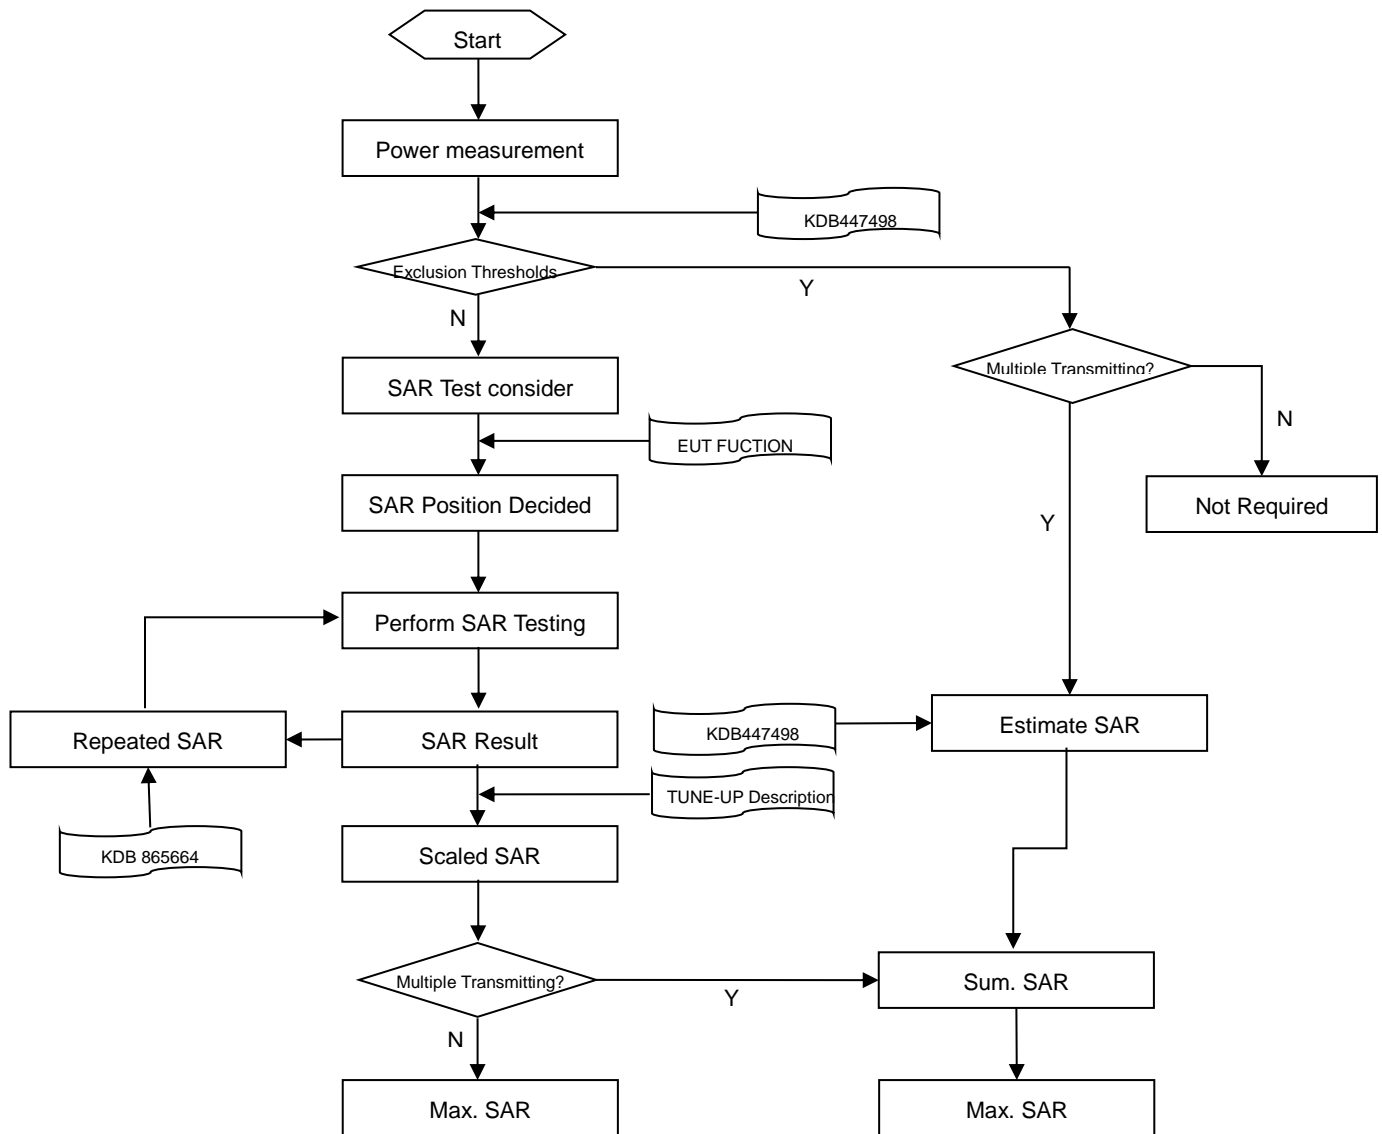 Start
Power measurement
KDB447498
Exclusion Thresholds
Y
N
Multiple Transmitting?
SAR Test consider
N
EUT FUCTION
SAR Position Decided
Not Required
Y
Perform SAR Testing
Repeated SAR
SAR Result
KDB447498
Estimate SAR
TUNE-UP Description
KDB 865664
Scaled SAR
Multiple Transmitting?
Y
Sum. SAR
N
Max. SAR
Max. SAR